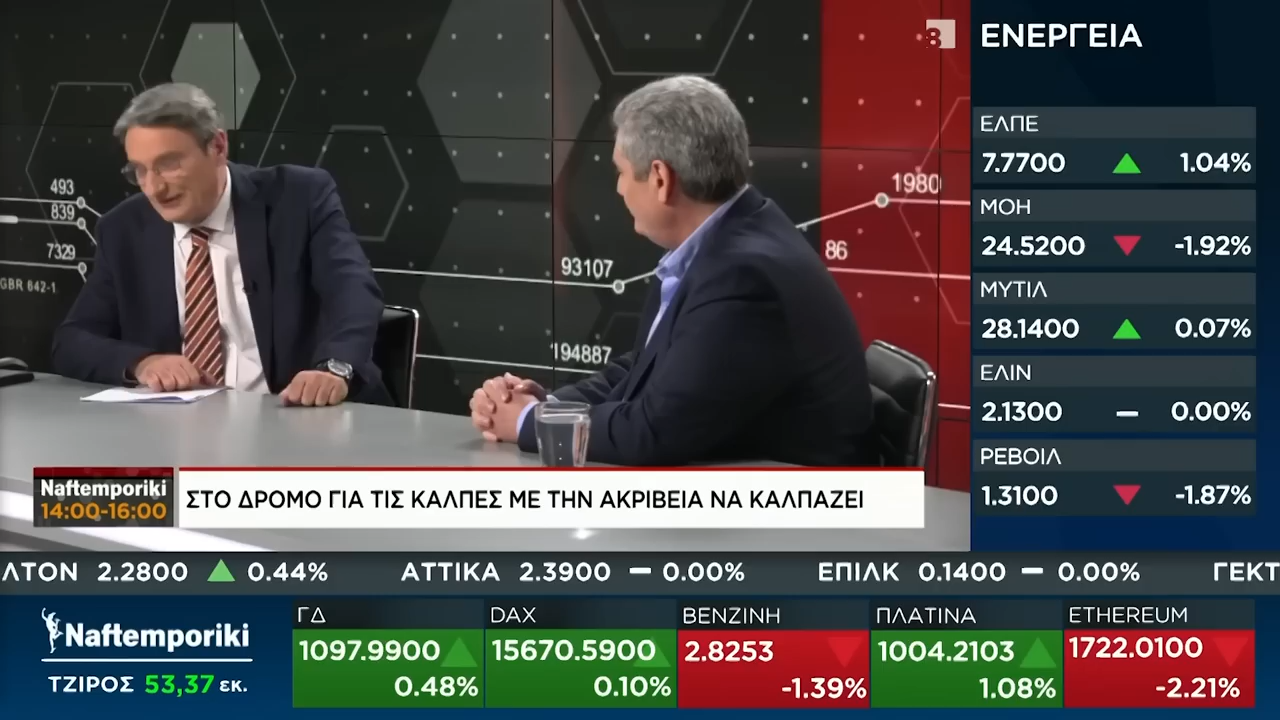 ΕΝΕΡΓΕΙΑ
ΕΛΠΕ
7.7700 1.04%
ΜΟΗ
24.5200 -1.92%
ΜΥΤΙΛ
28.1400 0.07%
ΕΛΙΝ
2.1300 0.00%
ΡΕΒΟΙΛ
1.3100 -1.87%
493
839
7329
GBR 642-1
93107
194887
1980
86
Naftemporiki
14:00-16:00
ΣΤΟ ΔΡΟΜΟ ΓΙΑ ΤΙΣ ΚΑΛΠΕΣ ΜΕ ΤΗΝ ΑΚΡΙΒΕΙΑ ΝΑ ΚΑΛΠΑΖΕΙ
ΛΤΟΝ 2.2800 0.44% ΑΤΤΙΚΑ 2.3900 0.00% ΕΠΙΛΚ 0.1400 0.00% ΓΕΚΤ
Naftemporiki
ΤΖΙΡΟΣ 53,37 εκ.
ΓΔ
1097.9900
0.48%
DAX
15670.5900
0.10%
ΒΕΝΖΙΝΗ
2.8253
-1.39%
ΠΛΑΤΙΝΑ
1004.2103
1.08%
ETHEREUM
1722.0100
-2.21%